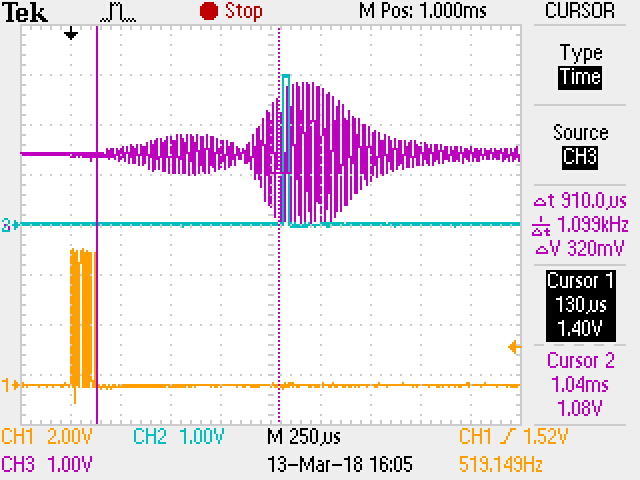 Tek Stop M Pos: 1.000ms CURSOR
Type
Time
Source
CH3
Δt 910.0µs
1/Δt 1.099kHz
ΔV 320mV
Cursor 1
130µs
1.40V
Cursor 2
1.04ms
1.08V
1
CH1 2.00V CH2 1.00V M 250µs CH1 1.52V
CH3 1.00V 13-Mar-18 16:05 519.149Hz